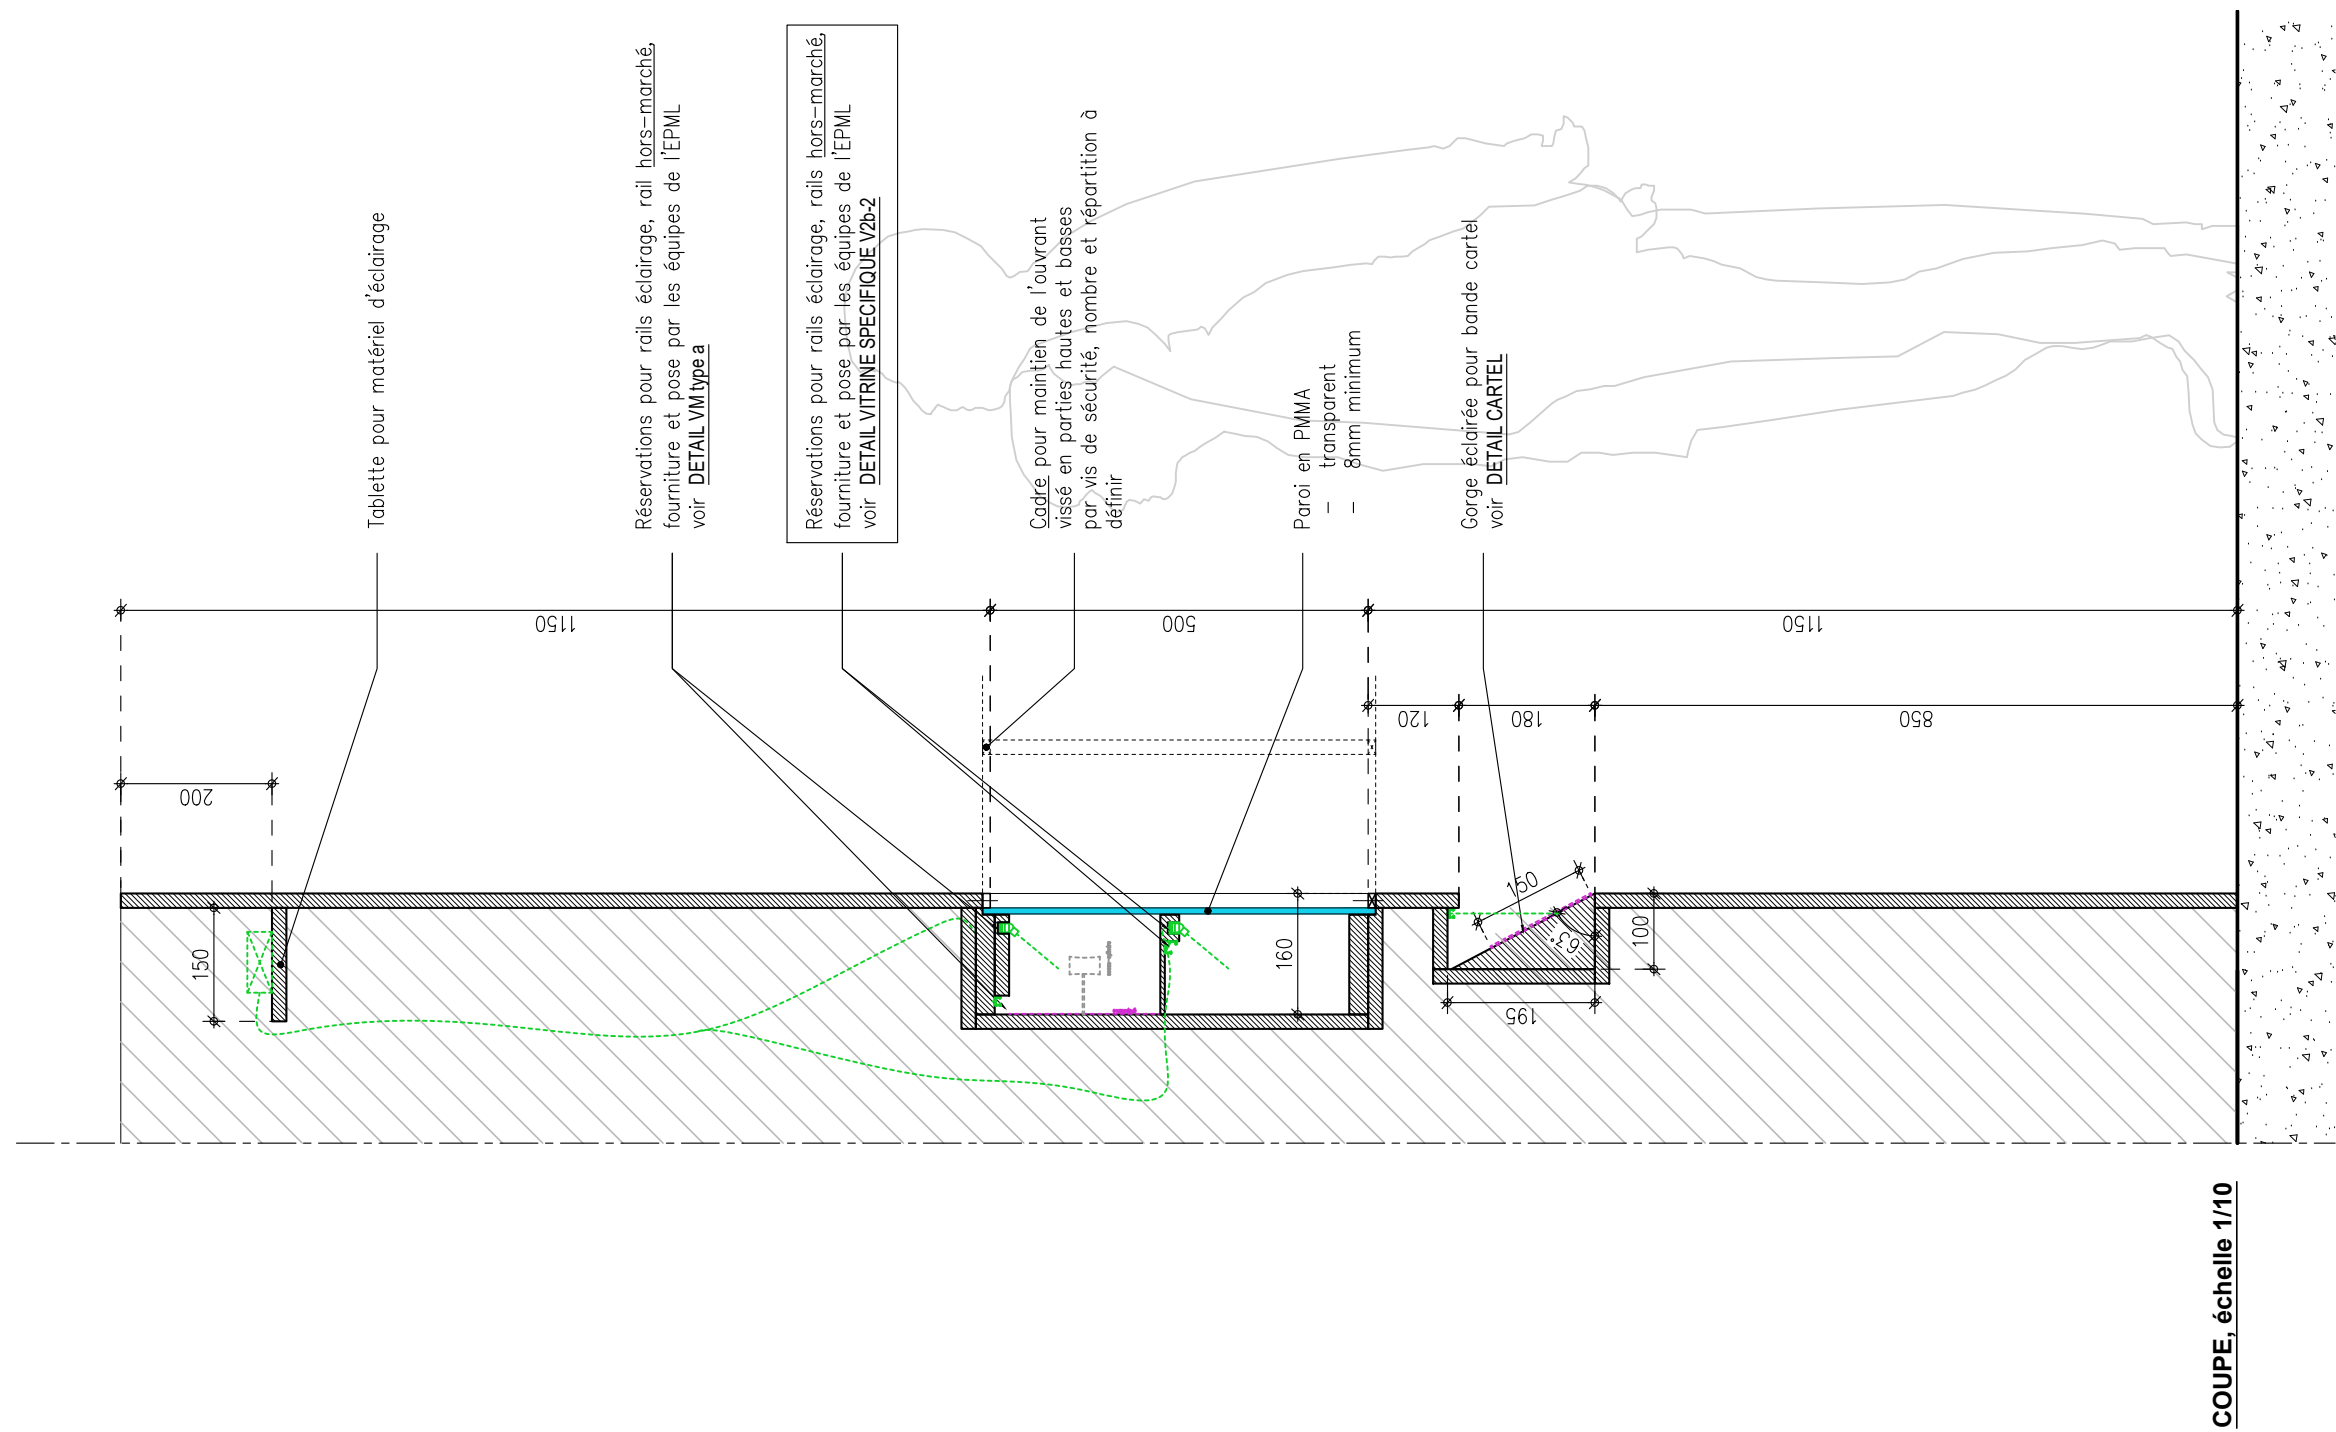 Tablette pour matériel d'éclairage
Réservations pour rails éclairage, rail hors-marché,
fourniture et pose par les équipes de l'EPML
voir DETAIL VM type a
Réservations pour rails éclairage, rails hors-marché,
fourniture et pose par les équipes de l'EPML
voir DETAIL VITRINE SPECIFIQUE V2b-2
Cadre pour maintien de l'ouvrant
vissé en parties hautes et basses
par vis de sécurité, nombre et répartition à
définir
Paroi en PMMA
- transparent
- 8mm minimum
Gorge éclairée pour bande cartel
voir DETAIL CARTEL
1150
500
1150
120
180
850
200
150
160
150
63°
100
195
COUPE, échelle 1/10